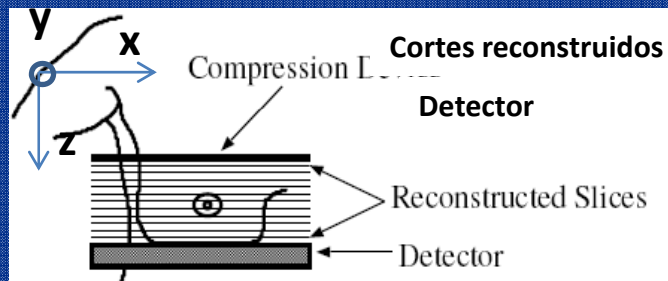 y
x
Cortes reconstruidos
Compression
Detector
z
Reconstructed Slices
Detector